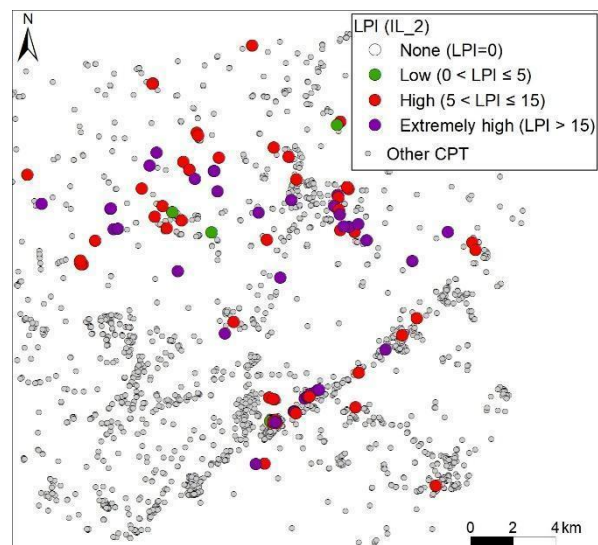 N
LPI (IL_2)
None (LPI=0)
Low (0 < LPI ≤ 5)
High (5 < LPI ≤ 15)
Extremely high (LPI > 15)
Other CPT
0 2 4 km